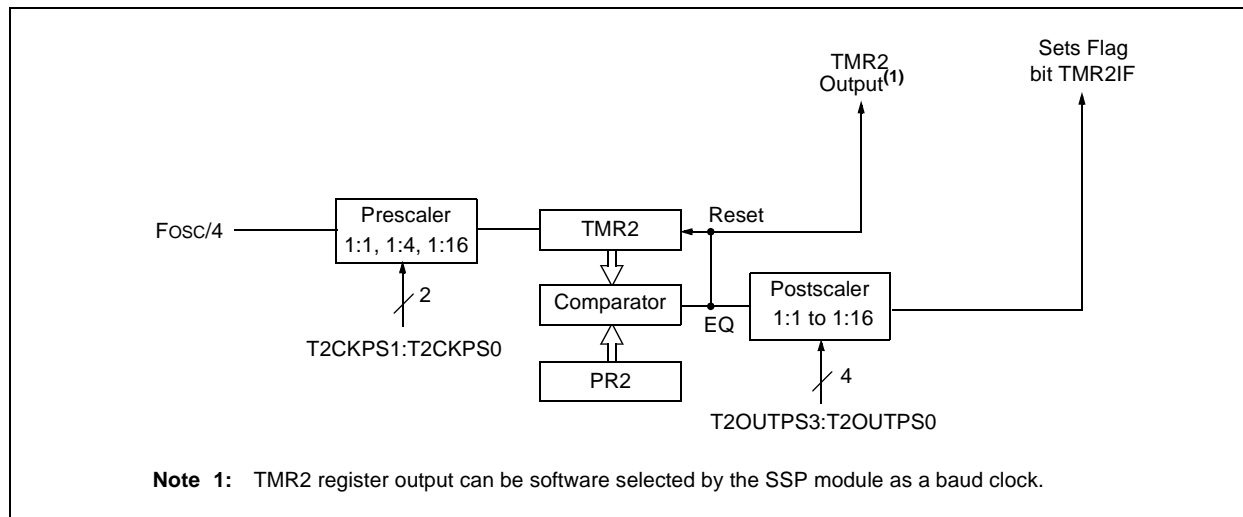 TMR2
Output(1)
Sets Flag
bit TMR2IF
Reset
FOSC/4
Prescaler
1:1, 1:4, 1:16
TMR2
2
Comparator
EQ
Postscaler
1:1 to 1:16
T2CKPS1:T2CKPS0
PR2
4
T2OUTPS3:T2OUTPS0
Note 1: TMR2 register output can be software selected by the SSP module as a baud clock.